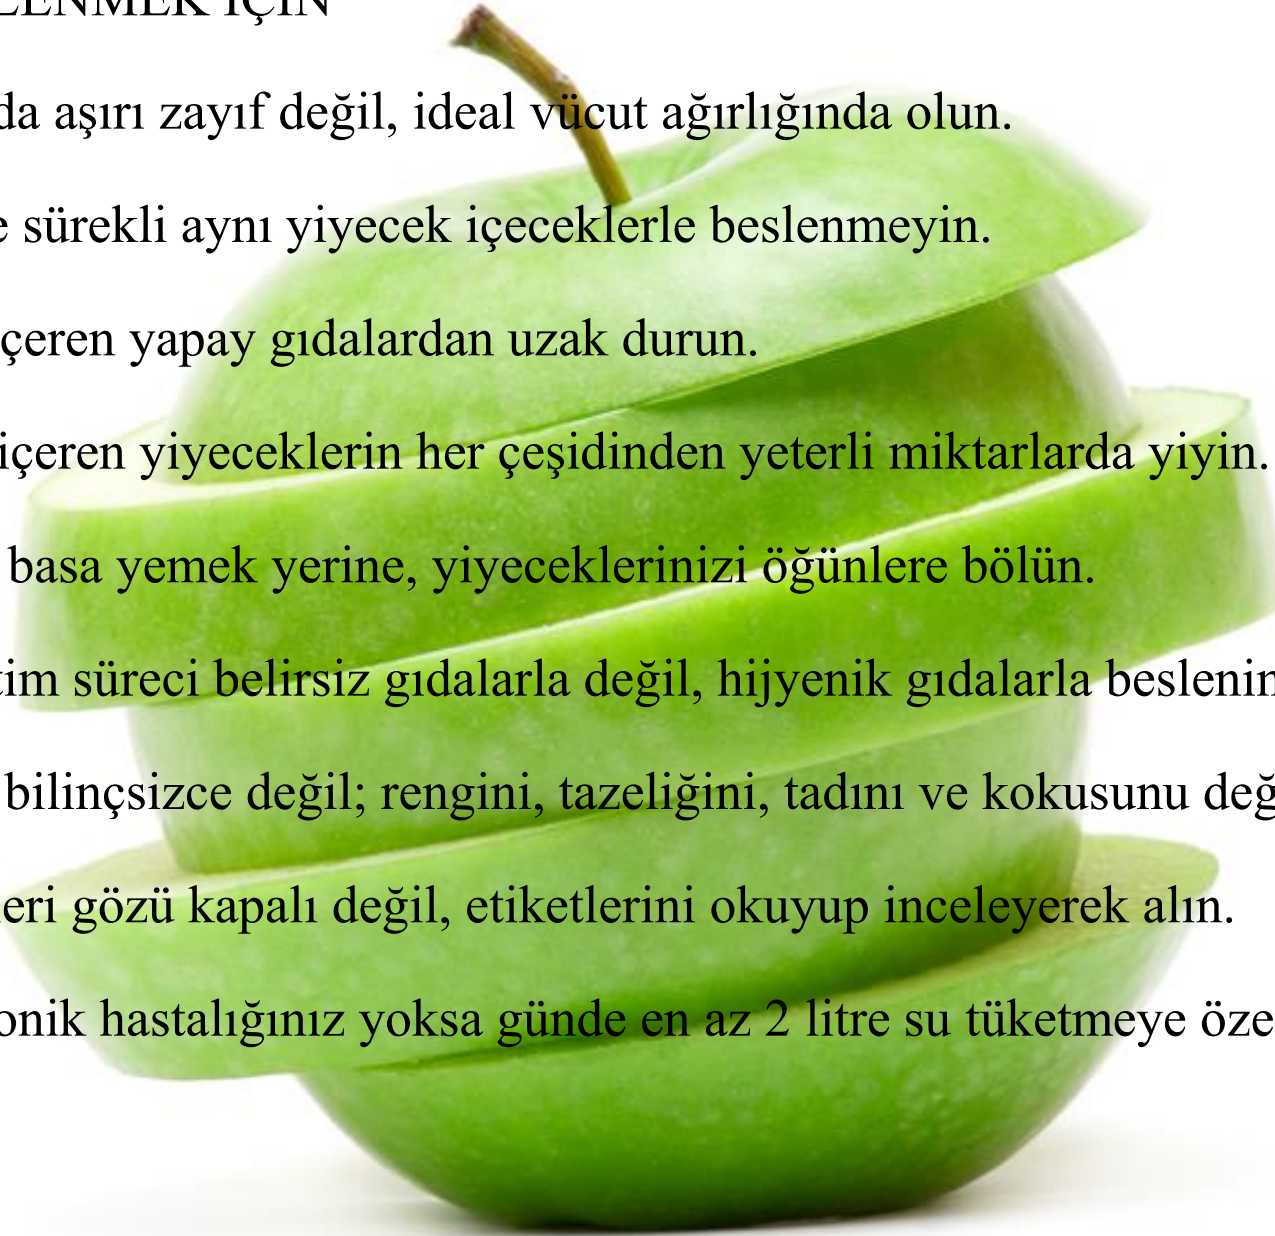 LENMEK İÇİN
da aşırı zayıf değil, ideal vücut ağırlığında olun.
e sürekli aynı yiyecek içeceklerle beslenmeyin.
çeren yapay gıdalardan uzak durun.
içeren yiyeceklerin her çeşidinden yeterli miktarlarda yiyin.
basa yemek yerine, yiyeceklerinizi öğünlere bölün.
tim süreci belirsiz gıdalarla değil, hijyenik gıdalarla beslenin
bilinçsizce değil; rengini, tazeliğini, tadını ve kokusunu değ
leri gözü kapalı değil, etiketlerini okuyup inceleyerek alın.
onik hastalığınız yoksa günde en az 2 litre su tüketmeye öze